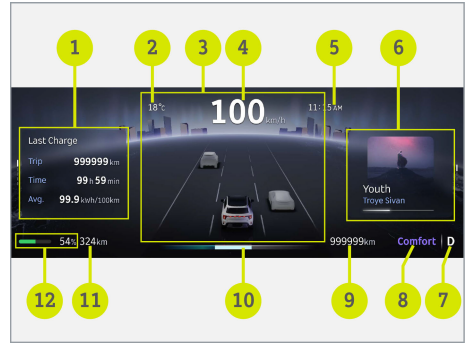 1 2 3 4 5 6
18°c 100 km/h 11:15 AM
Last Charge
Trip 999999 km
Time 99 h 59 min
Avg. 99.9 kWh/100km
Youth
Troye Sivan
54% 324km 999999km Comfort D
12 11 10 9 8 7